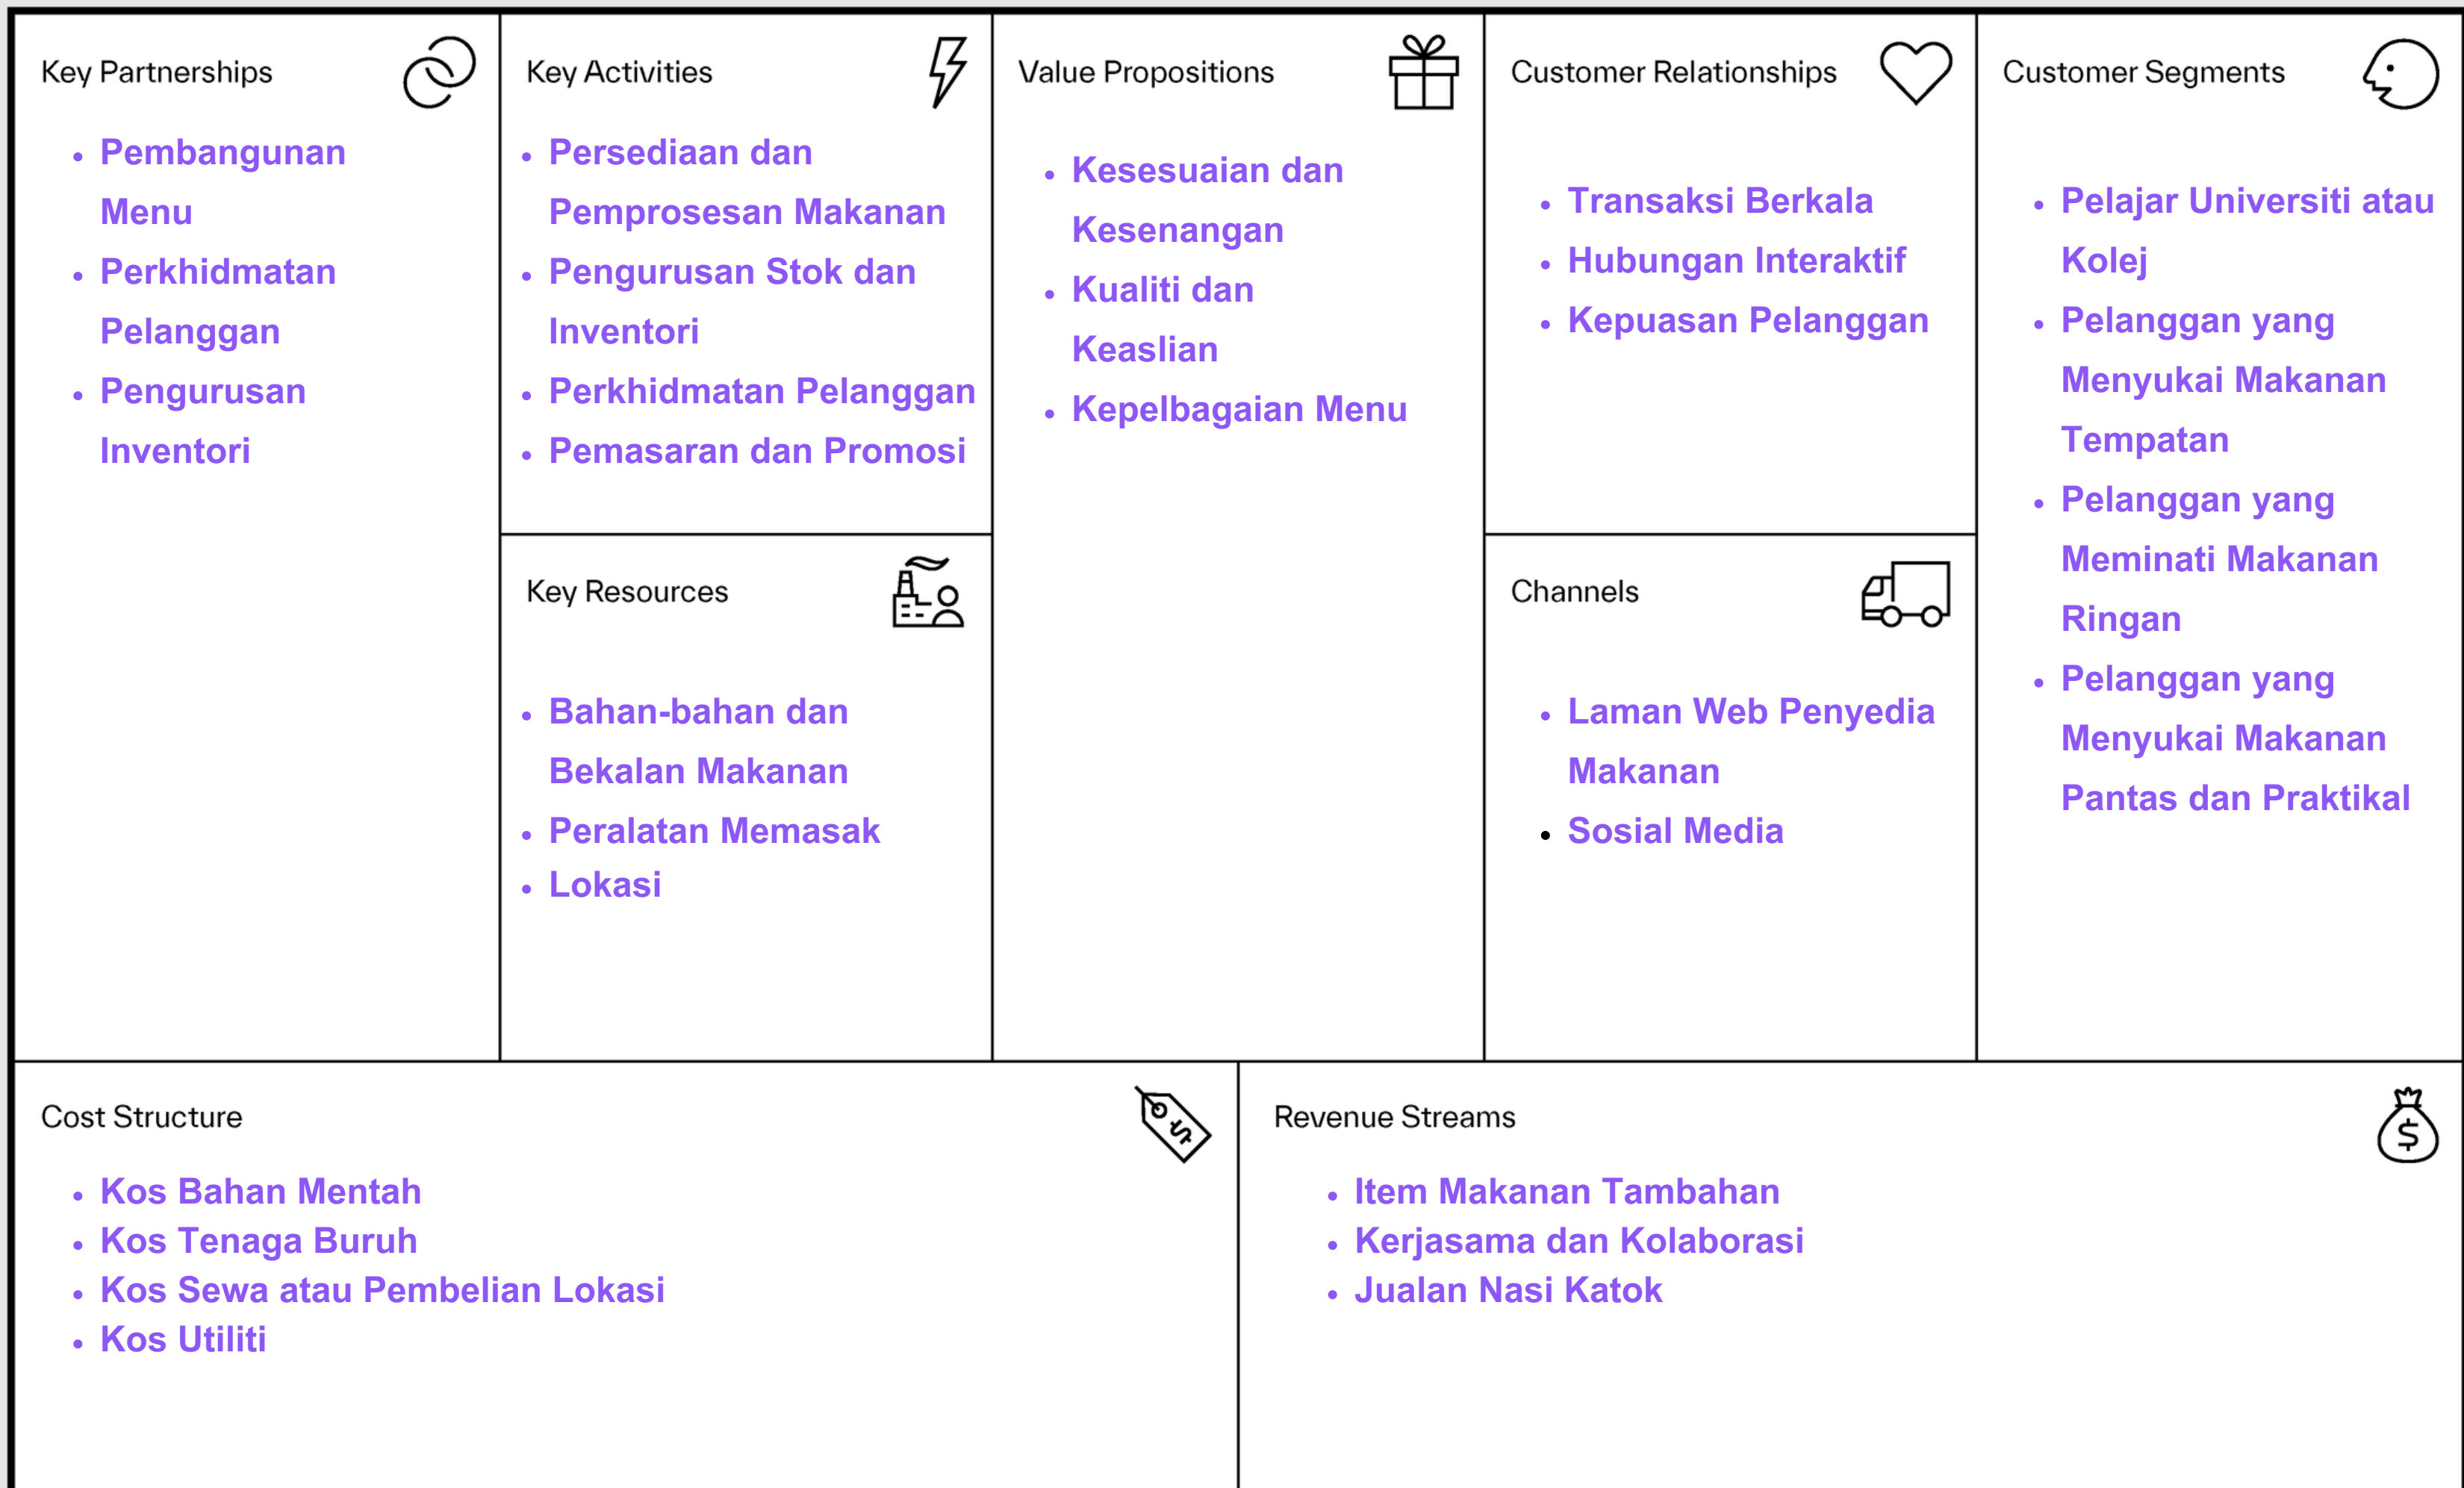 Key Partnerships
• Pembangunan
Menu
• Perkhidmatan
Pelanggan
• Pengurusan
Inventori
Key Activities
• Persediaan dan
Pemprosesan Makanan
• Pengurusan Stok dan
Inventori
• Perkhidmatan Pelanggan
• Pemasaran dan Promosi
Key Resources
• Bahan-bahan dan
Bekalan Makanan
• Peralatan Memasak
• Lokasi
Value Propositions
• Kesesuaian dan
Kesenangan
• Kualiti dan
Keaslian
• Kepelbagaian Menu
Customer Relationships
• Transaksi Berkala
• Hubungan Interaktif
• Kepuasan Pelanggan
Channels
• Laman Web Penyedia
Makanan
• Sosial Media
Customer Segments
• Pelajar Universiti atau
Kolej
• Pelanggan yang
Menyukai Makanan
Tempatan
• Pelanggan yang
Meminati Makanan
Ringan
• Pelanggan yang
Menyukai Makanan
Pantas dan Praktikal
Cost Structure
$
• Kos Bahan Mentah
• Kos Tenaga Buruh
• Kos Sewa atau Pembelian Lokasi
• Kos Utiliti
Revenue Streams
$
• Item Makanan Tambahan
• Kerjasama dan Kolaborasi
• Jualan Nasi Katok